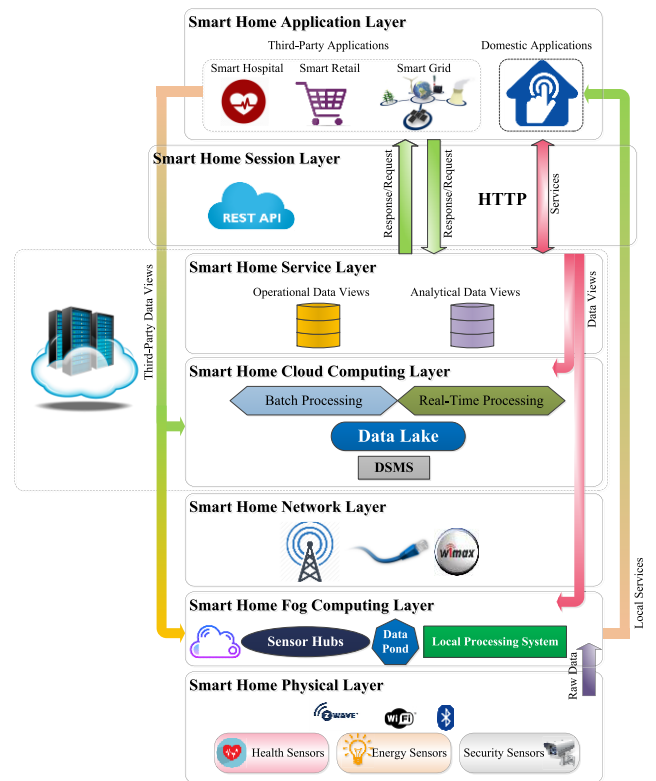 Smart Home Application Layer
Third-Party Applications
Domestic Applications
Smart Hospital
Smart Retail
Smart Grid
Smart Home Session Layer
REST API
Response/Request
Response/Request
HTTP
Services
Smart Home Service Layer
Operational Data Views
Analytical Data Views
Data Views
Third-Party Data Views
Smart Home Cloud Computing Layer
Batch Processing
Real-Time Processing
Data Lake
DSMS
Smart Home Network Layer
wimax
Local Services
Smart Home Fog Computing Layer
Sensor Hubs
Data
Pond
Local Processing System
Raw Data
Smart Home Physical Layer
Z WAVE
Wi Fi
Health Sensors
Energy Sensors
Security Sensors